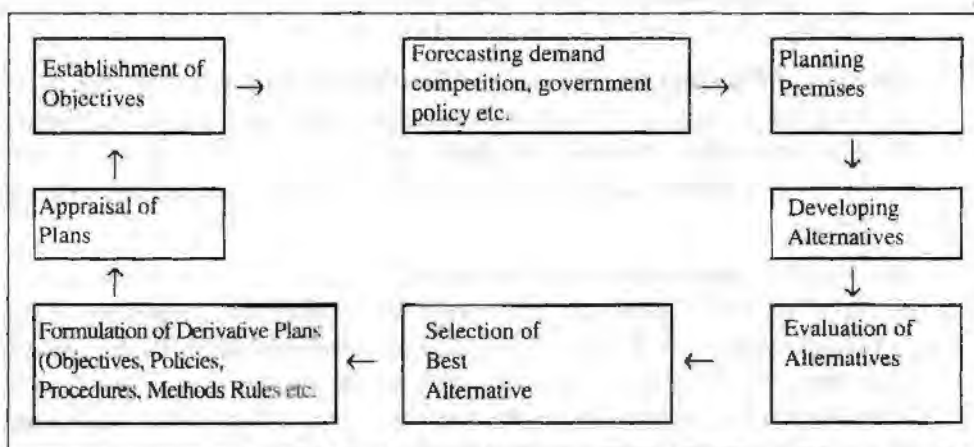 Establishment of
Objectives
Forecasting demand
competition, government
policy etc.
Planning
Premises
Developing
Alternatives
Evaluation of
Alternatives
Selection of
Best
Alternative
Formulation of Derivative Plans
(Objectives, Policies,
Procedures, Methods Rules etc.
Appraisal of
Plans